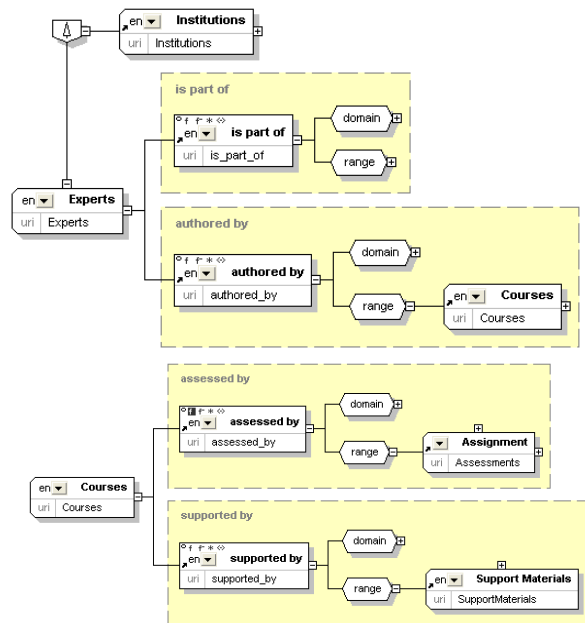 en Institutions
uri Institutions
is part of
en is part of
uri is_part_of
domain
range
en Experts
uri Experts
authored by
en authored by
uri authored_by
domain
range
en Courses
uri Courses
assessed by
en assessed by
uri assessed_by
domain
range
Assignment
uri Assessments
en Courses
uri Courses
supported by
en supported by
uri supported_by
domain
range
en Support Materials
uri SupportMaterials